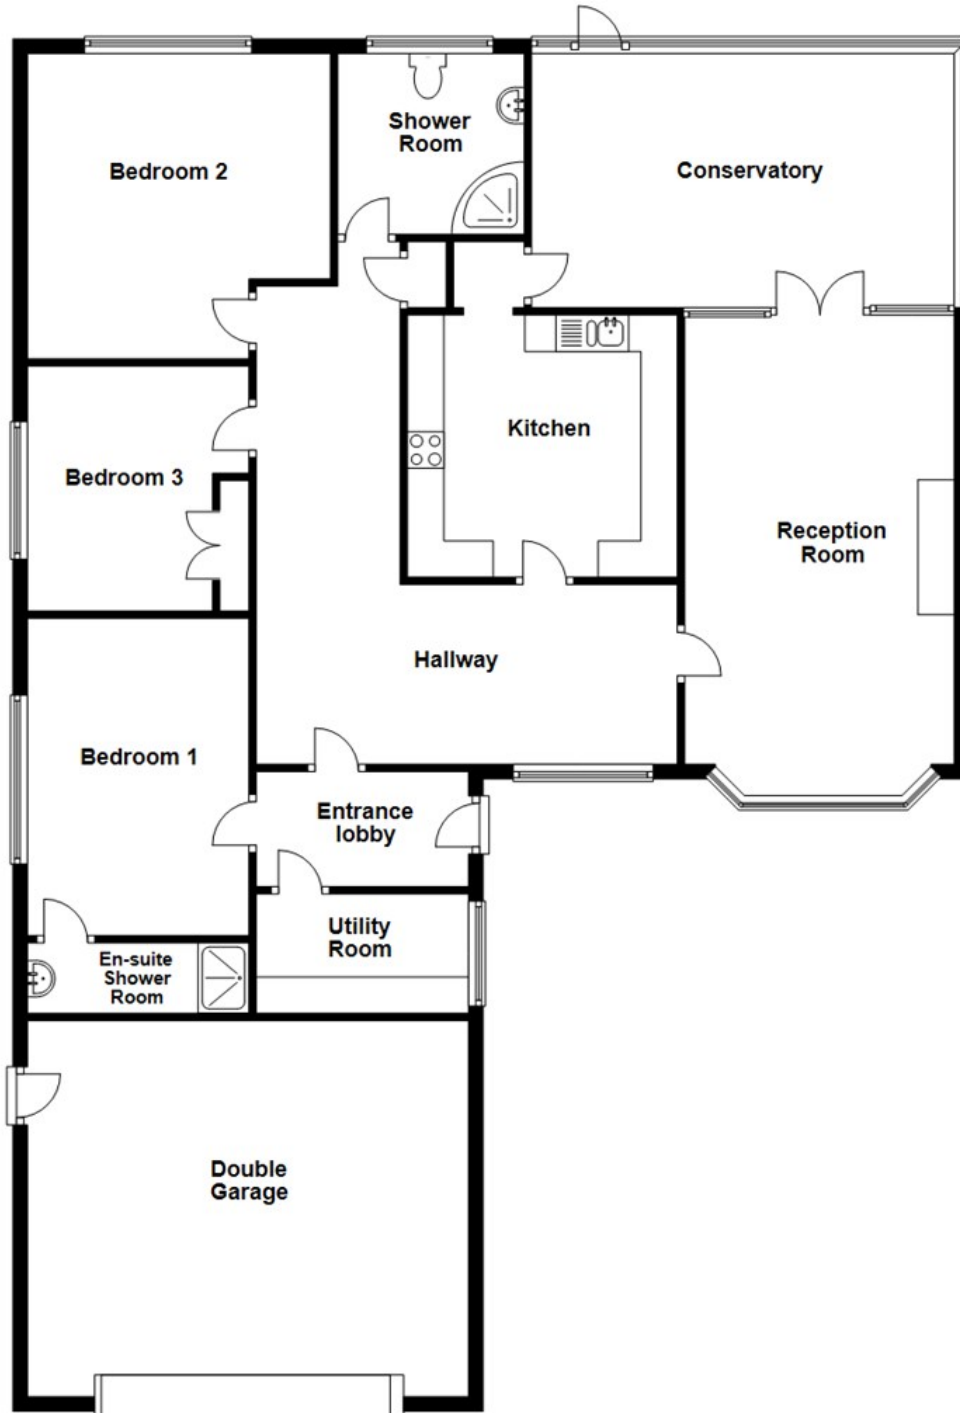 Shower
Room
Bedroom 2
Conservatory
Kitchen
Bedroom 3
Reception
Room
Hallway
Bedroom 1
Entrance
lobby
Utility
Room
En-suite
Shower
Room
Double
Garage